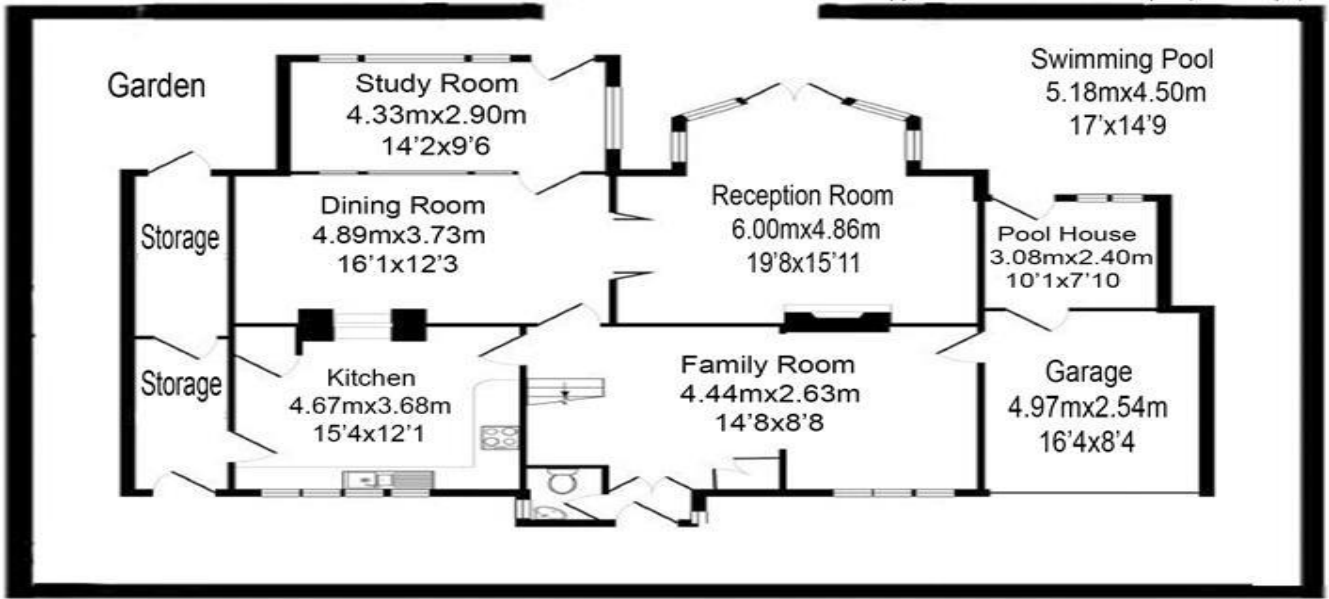 Garden
Study Room
4.33mx2.90m
14'2x9'6
Swimming Pool
5.18mx4.50m
17'x14'9
Storage
Dining Room
4.89mx3.73m
16'1x12'3
Reception Room
6.00mx4.86m
19'8x15'11
Pool House
3.08mx2.40m
10'1x7'10
Storage
Kitchen
4.67mx3.68m
15'4x12'1
Family Room
4.44mx2.63m
14'8x8'8
Garage
4.97mx2.54m
16'4x8'4